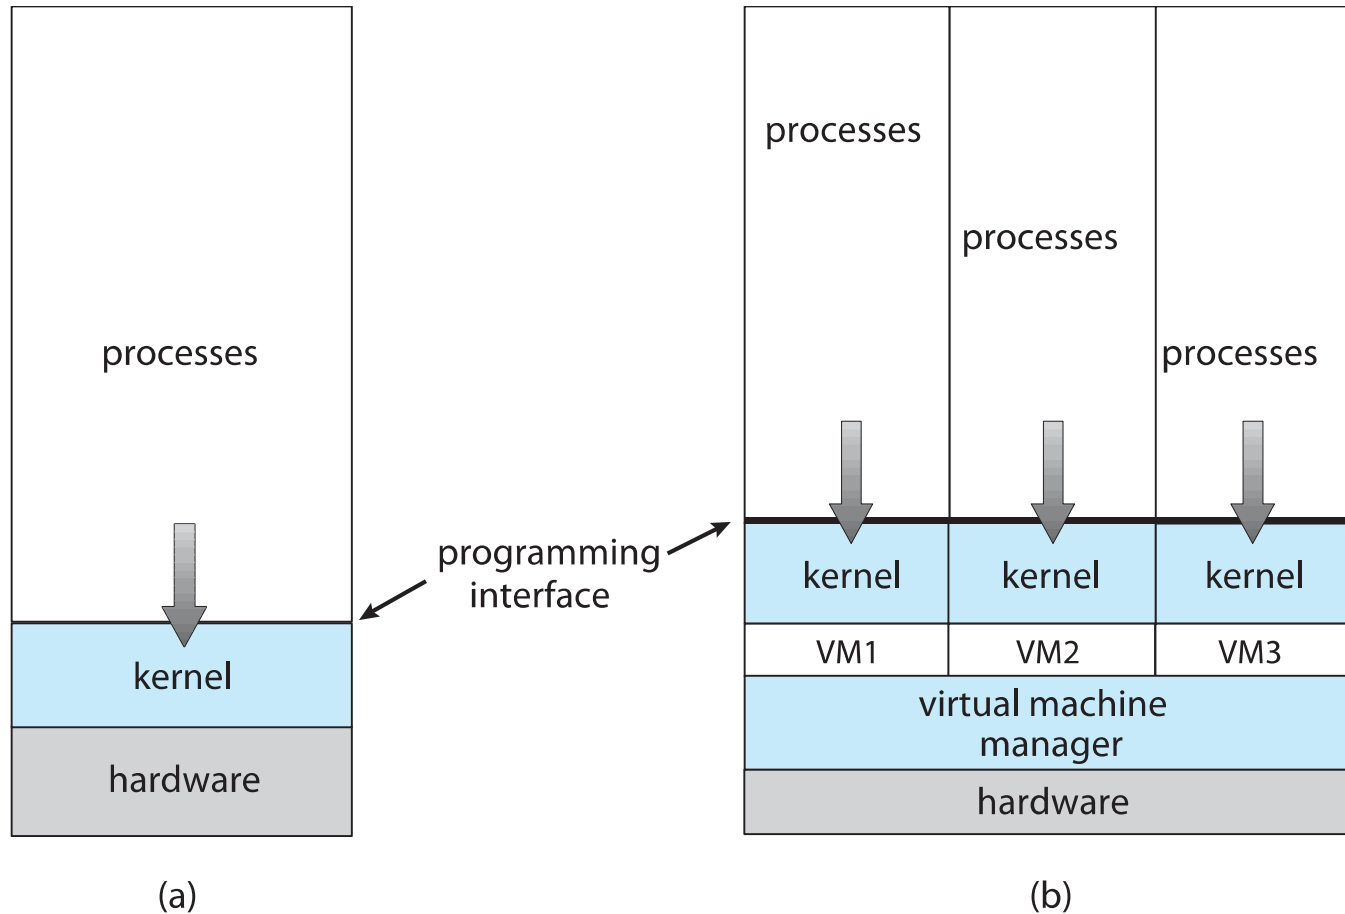 processes
kernel
hardware
(a)
programming
interface
processes
processes
processes
kernel
kernel
kernel
VM1
VM2
VM3
virtual machine
manager
hardware
(b)